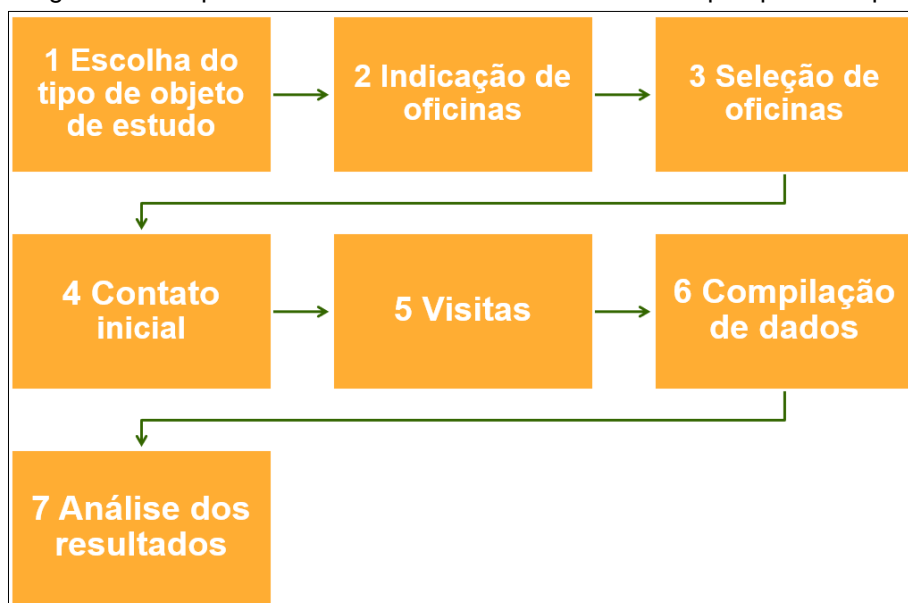 1 Escolha do
tipo de objeto
de estudo
2 Indicação de
oficinas
3 Seleção de
oficinas
4 Contato
inicial
5 Visitas
6 Compilação
de dados
7 Análise dos
resultados